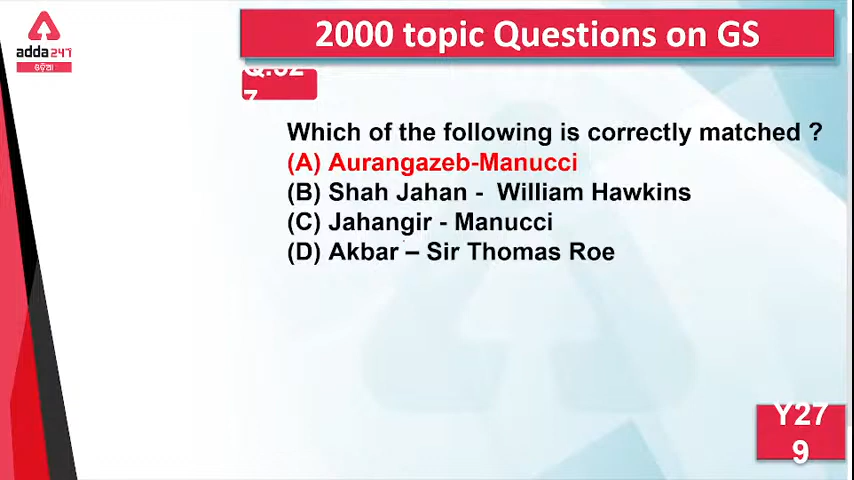 adda247
ଓଡ଼ିଆ
2000 topic Questions on GS
Which of the following is correctly matched ?
(A) Aurangazeb-Manucci
(B) Shah Jahan - William Hawkins
(C) Jahangir - Manucci
(D) Akbar – Sir Thomas Roe
Y27
9